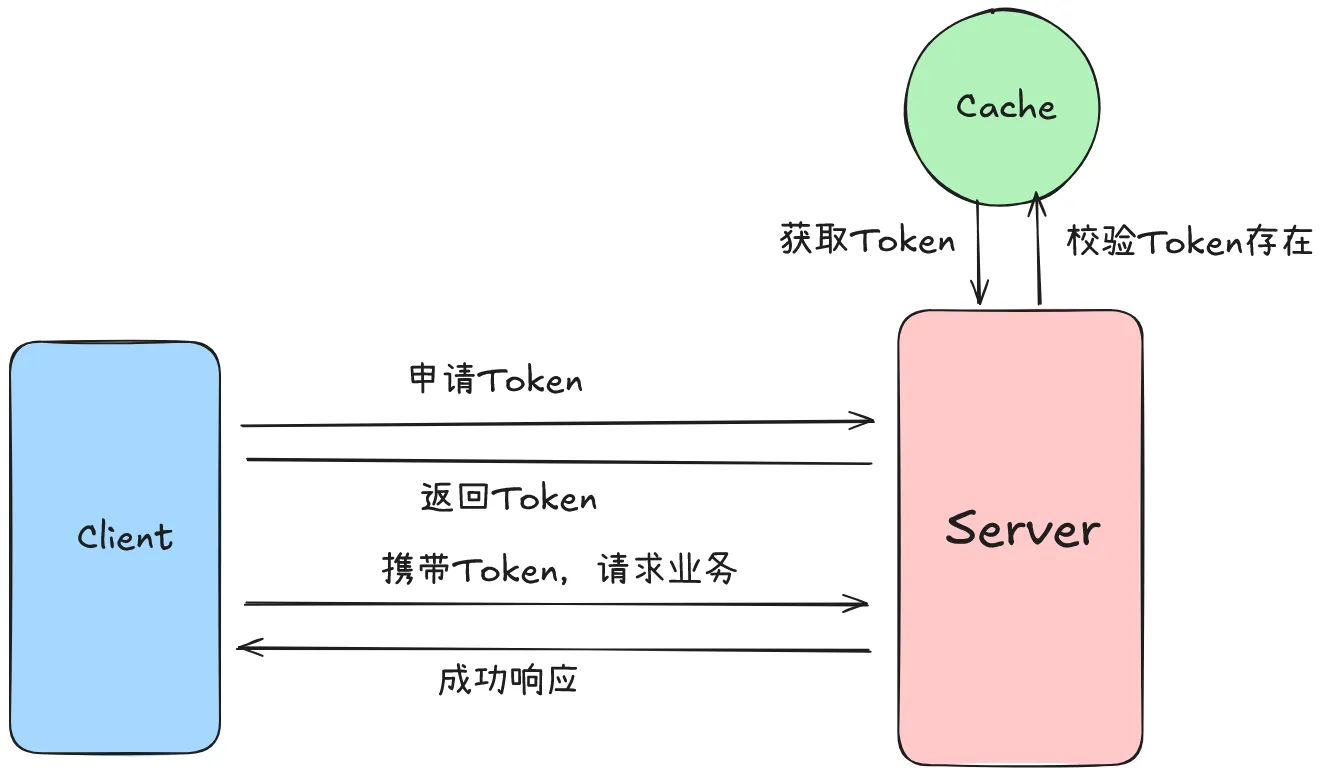 Cache
获取Token
校验Token存在
申请Token
返回Token
Client
Server
携带Token，请求业务
成功响应